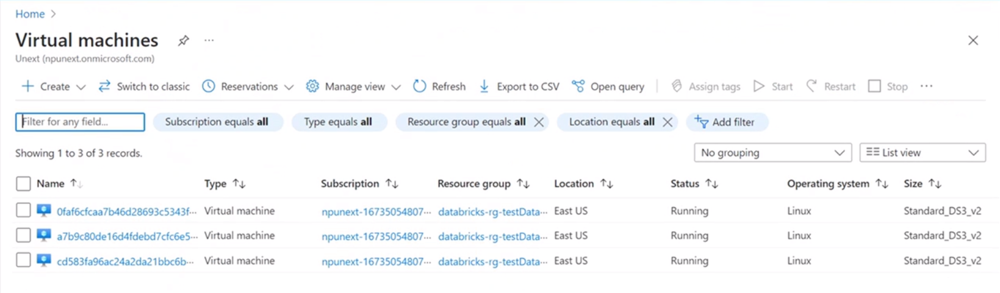 Home >
Virtual machines ...
Unext (npunext.onmicrosoft.com)
Create Switch to classic Reservations Manage view Refresh Export to CSV Open query Assign tags Start Restart Stop ...
Filter for any field... Subscription equals all Type equals all Resource group equals all Location equals all Add filter
Showing 1 to 3 of 3 records. No grouping List view
Name Type Subscription Resource group Location Status Operating system Size
0faf6cfcaa7b46d28693c5343f... Virtual machine npunext-16735054807... databricks-rg-testData... East US Running Linux Standard_DS3_v2
a7b9c80de16d4fdebd7cfc6e5... Virtual machine npunext-16735054807... databricks-rg-testData... East US Running Linux Standard_DS3_v2
cd583fa96ac24a2da21bbc6b... Virtual machine npunext-16735054807... databricks-rg-testData... East US Running Linux Standard_DS3_v2